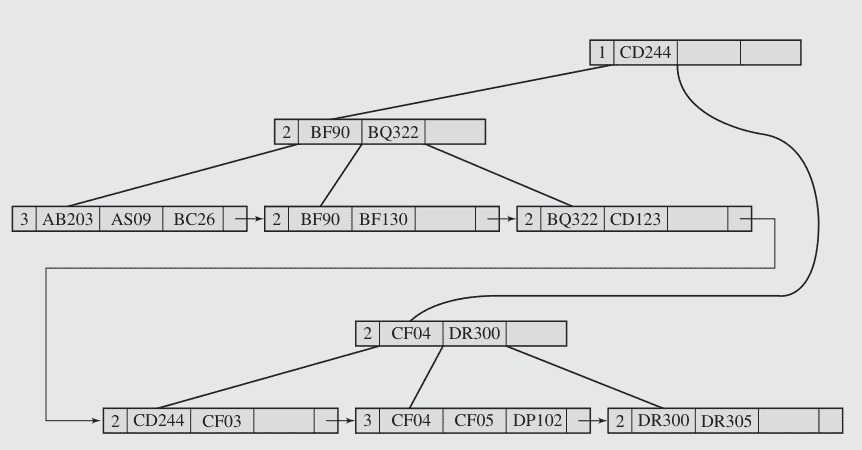 1 CD244
2 BF90 BQ322
3 AB203 AS09 BC26 2 BF90 BF130 2 BQ322 CD123
2 CF04 DR300
2 CD244 CF03 3 CF04 CF05 DP102 2 DR300 DR305